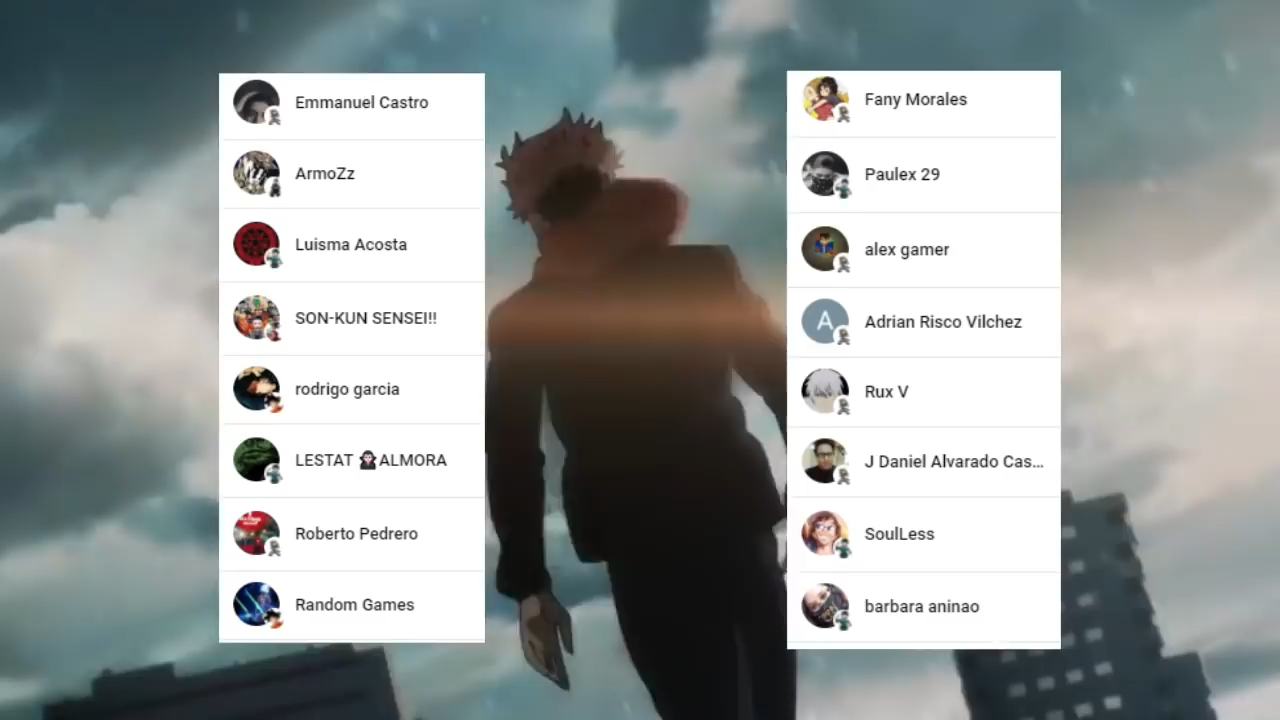 Emmanuel Castro
ArmoZz
Luisma Acosta
SON-KUN SENSEI!!
rodrigo garcia
LESTAT 🧛🏻ALMORA
Roberto Pedrero
Random Games
Fany Morales
Paulex 29
alex gamer
A
Adrian Risco Vilchez
Rux V
J Daniel Alvarado Cas...
SoulLess
barbara aninao